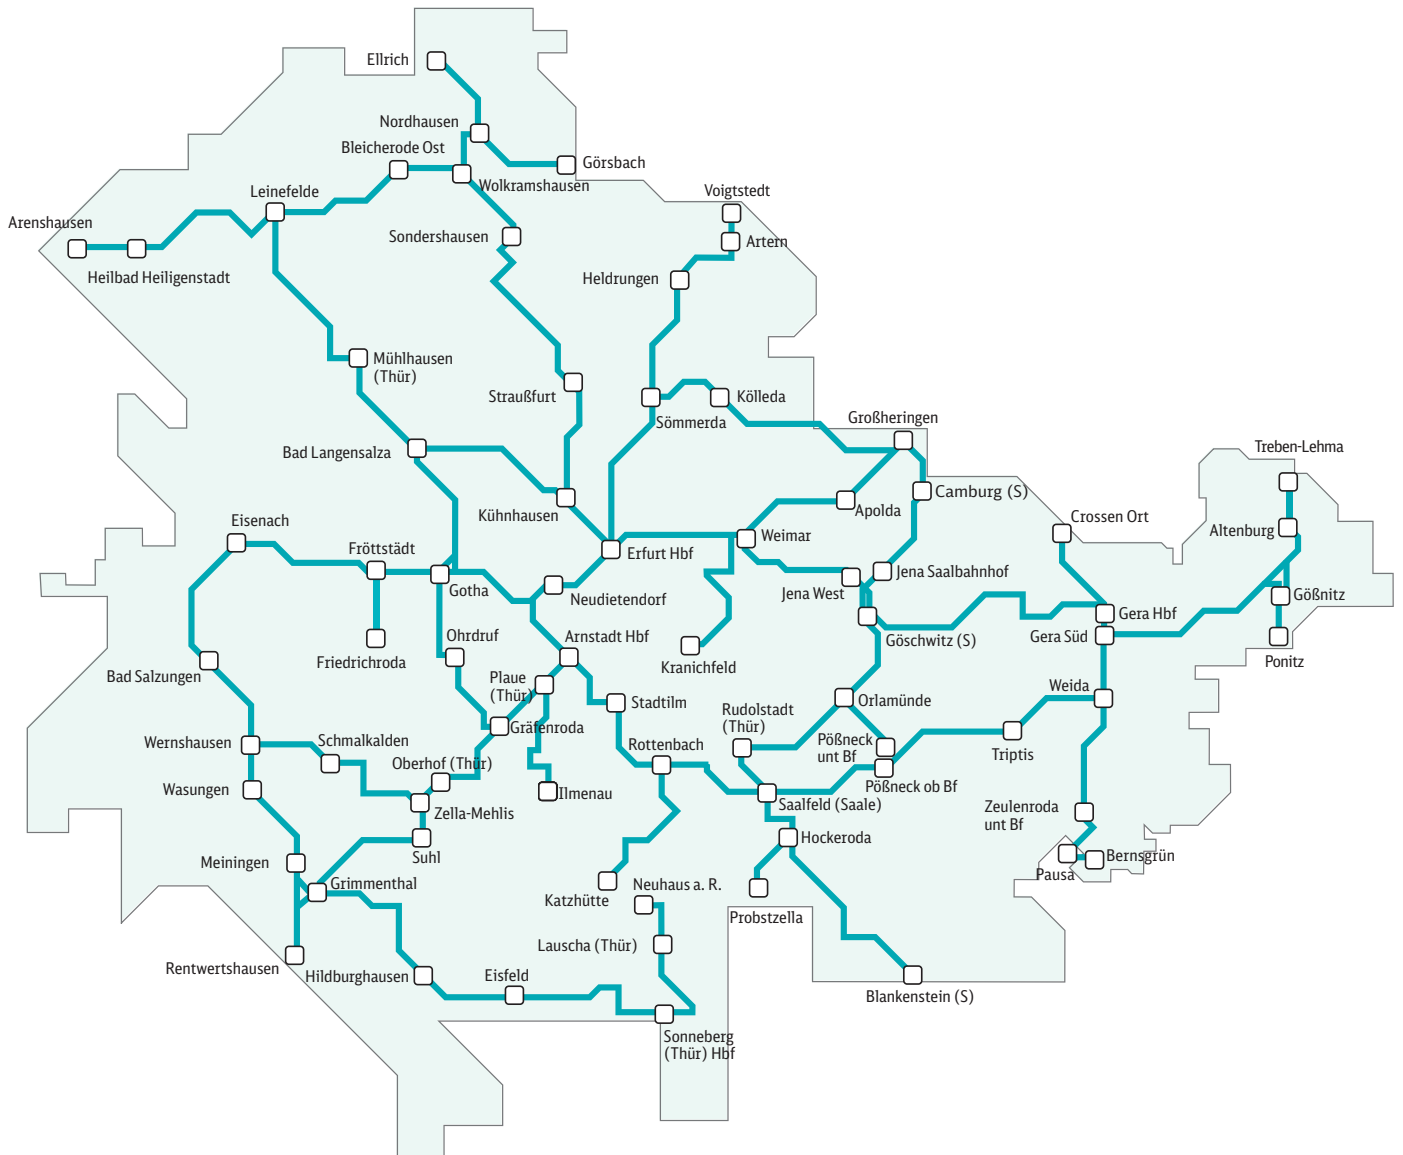 Ellrich
Nordhausen
Bleicherode Ost
Görsbach
Wolkramshausen
Leinefelde
Voigtstedt
Arenshausen
Sondershausen
Artern
Heilbad Heiligenstadt
Heldrungen
Mühlhausen
(Thür)
Straußfurt
Kölleda
Sömmerda
Großheringen
Bad Langensalza
Treben-Lehma
Camburg (S)
Kühnhausen
Apolda
Crossen Ort
Eisenach
Altenburg
Weimar
Fröttstädt
Erfurt Hbf
Jena Saalbahnhof
Gotha
Neudietendorf
Jena West
Gößnitz
Gera Hbf
Ohrdruf
Arnstadt Hbf
Göschwitz (S)
Gera Süd
Friedrichroda
Kranichfeld
Ponitz
Bad Salzungen
Plaue
(Thür)
Weida
Stadtilm
Orlamünde
Rudolstadt
(Thür)
Gräfenroda
Wernshausen
Schmalkalden
Rottenbach
Pößneck
unt Bf
Triptis
Oberhof (Thür)
Pößneck ob Bf
Wasungen
Ilmenau
Saalfeld (Saale)
Zella-Mehlis
Zeulenroda
unt Bf
Hockeroda
Suhl
Meiningen
Bernsgrün
Pausa
Grimmenthal
Neuhaus a. R.
Katzhütte
Probstzella
Lauscha (Thür)
Rentwertshausen
Hildburghausen
Eisfeld
Blankenstein (S)
Sonneberg
(Thür) Hbf